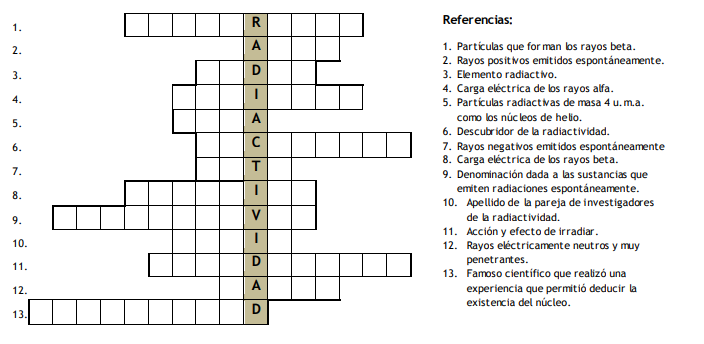 Referencias:
1.
R
2.
A
3.
D
4.
I
5.
A
6.
C
7.
T
8.
I
9.
V
10.
I
11.
D
12.
A
13.
D
1. Partículas que forman los rayos beta.
2. Rayos positivos emitidos espontáneamente.
3. Elemento radiactivo.
4. Carga eléctrica de los rayos alfa.
5. Partículas radiactivas de masa 4 u.m.a.
como los núcleos de helio.
6. Descubridor de la radiactividad.
7. Rayos negativos emitidos espontáneamente
8. Carga eléctrica de los rayos beta.
9. Denominación dada a las sustancias que
emiten radiaciones espontáneamente.
10. Apellido de la pareja de investigadores
de la radiactividad.
11. Acción y efecto de irradiar.
12. Rayos eléctricamente neutros y muy
penetrantes.
13. Famoso científico que realizó una
experiencia que permitió deducir la
existencia del núcleo.